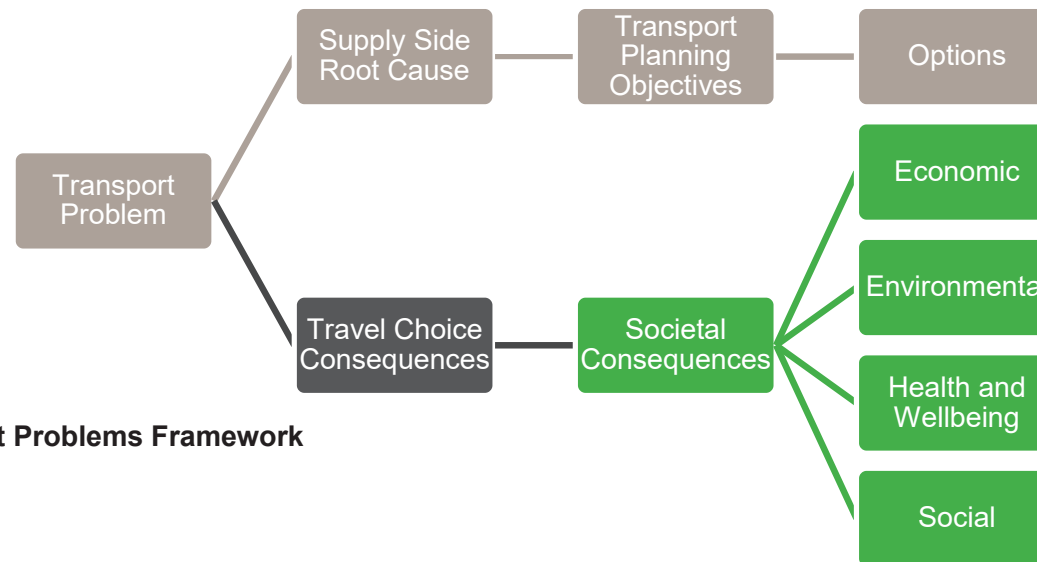 Transport
Problem
Supply Side
Root Cause
Transport
Planning
Objectives
Options
Travel Choice
Consequences
Societal
Consequences
Economic
Environmenta
Health and
Wellbeing
Social
t Problems Framework